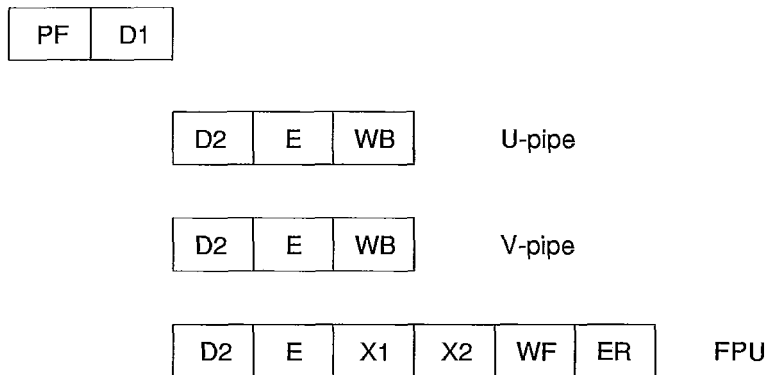 PF D1
D2 E WB U-pipe
D2 E WB V-pipe
D2 E X1 X2 WF ER FPU